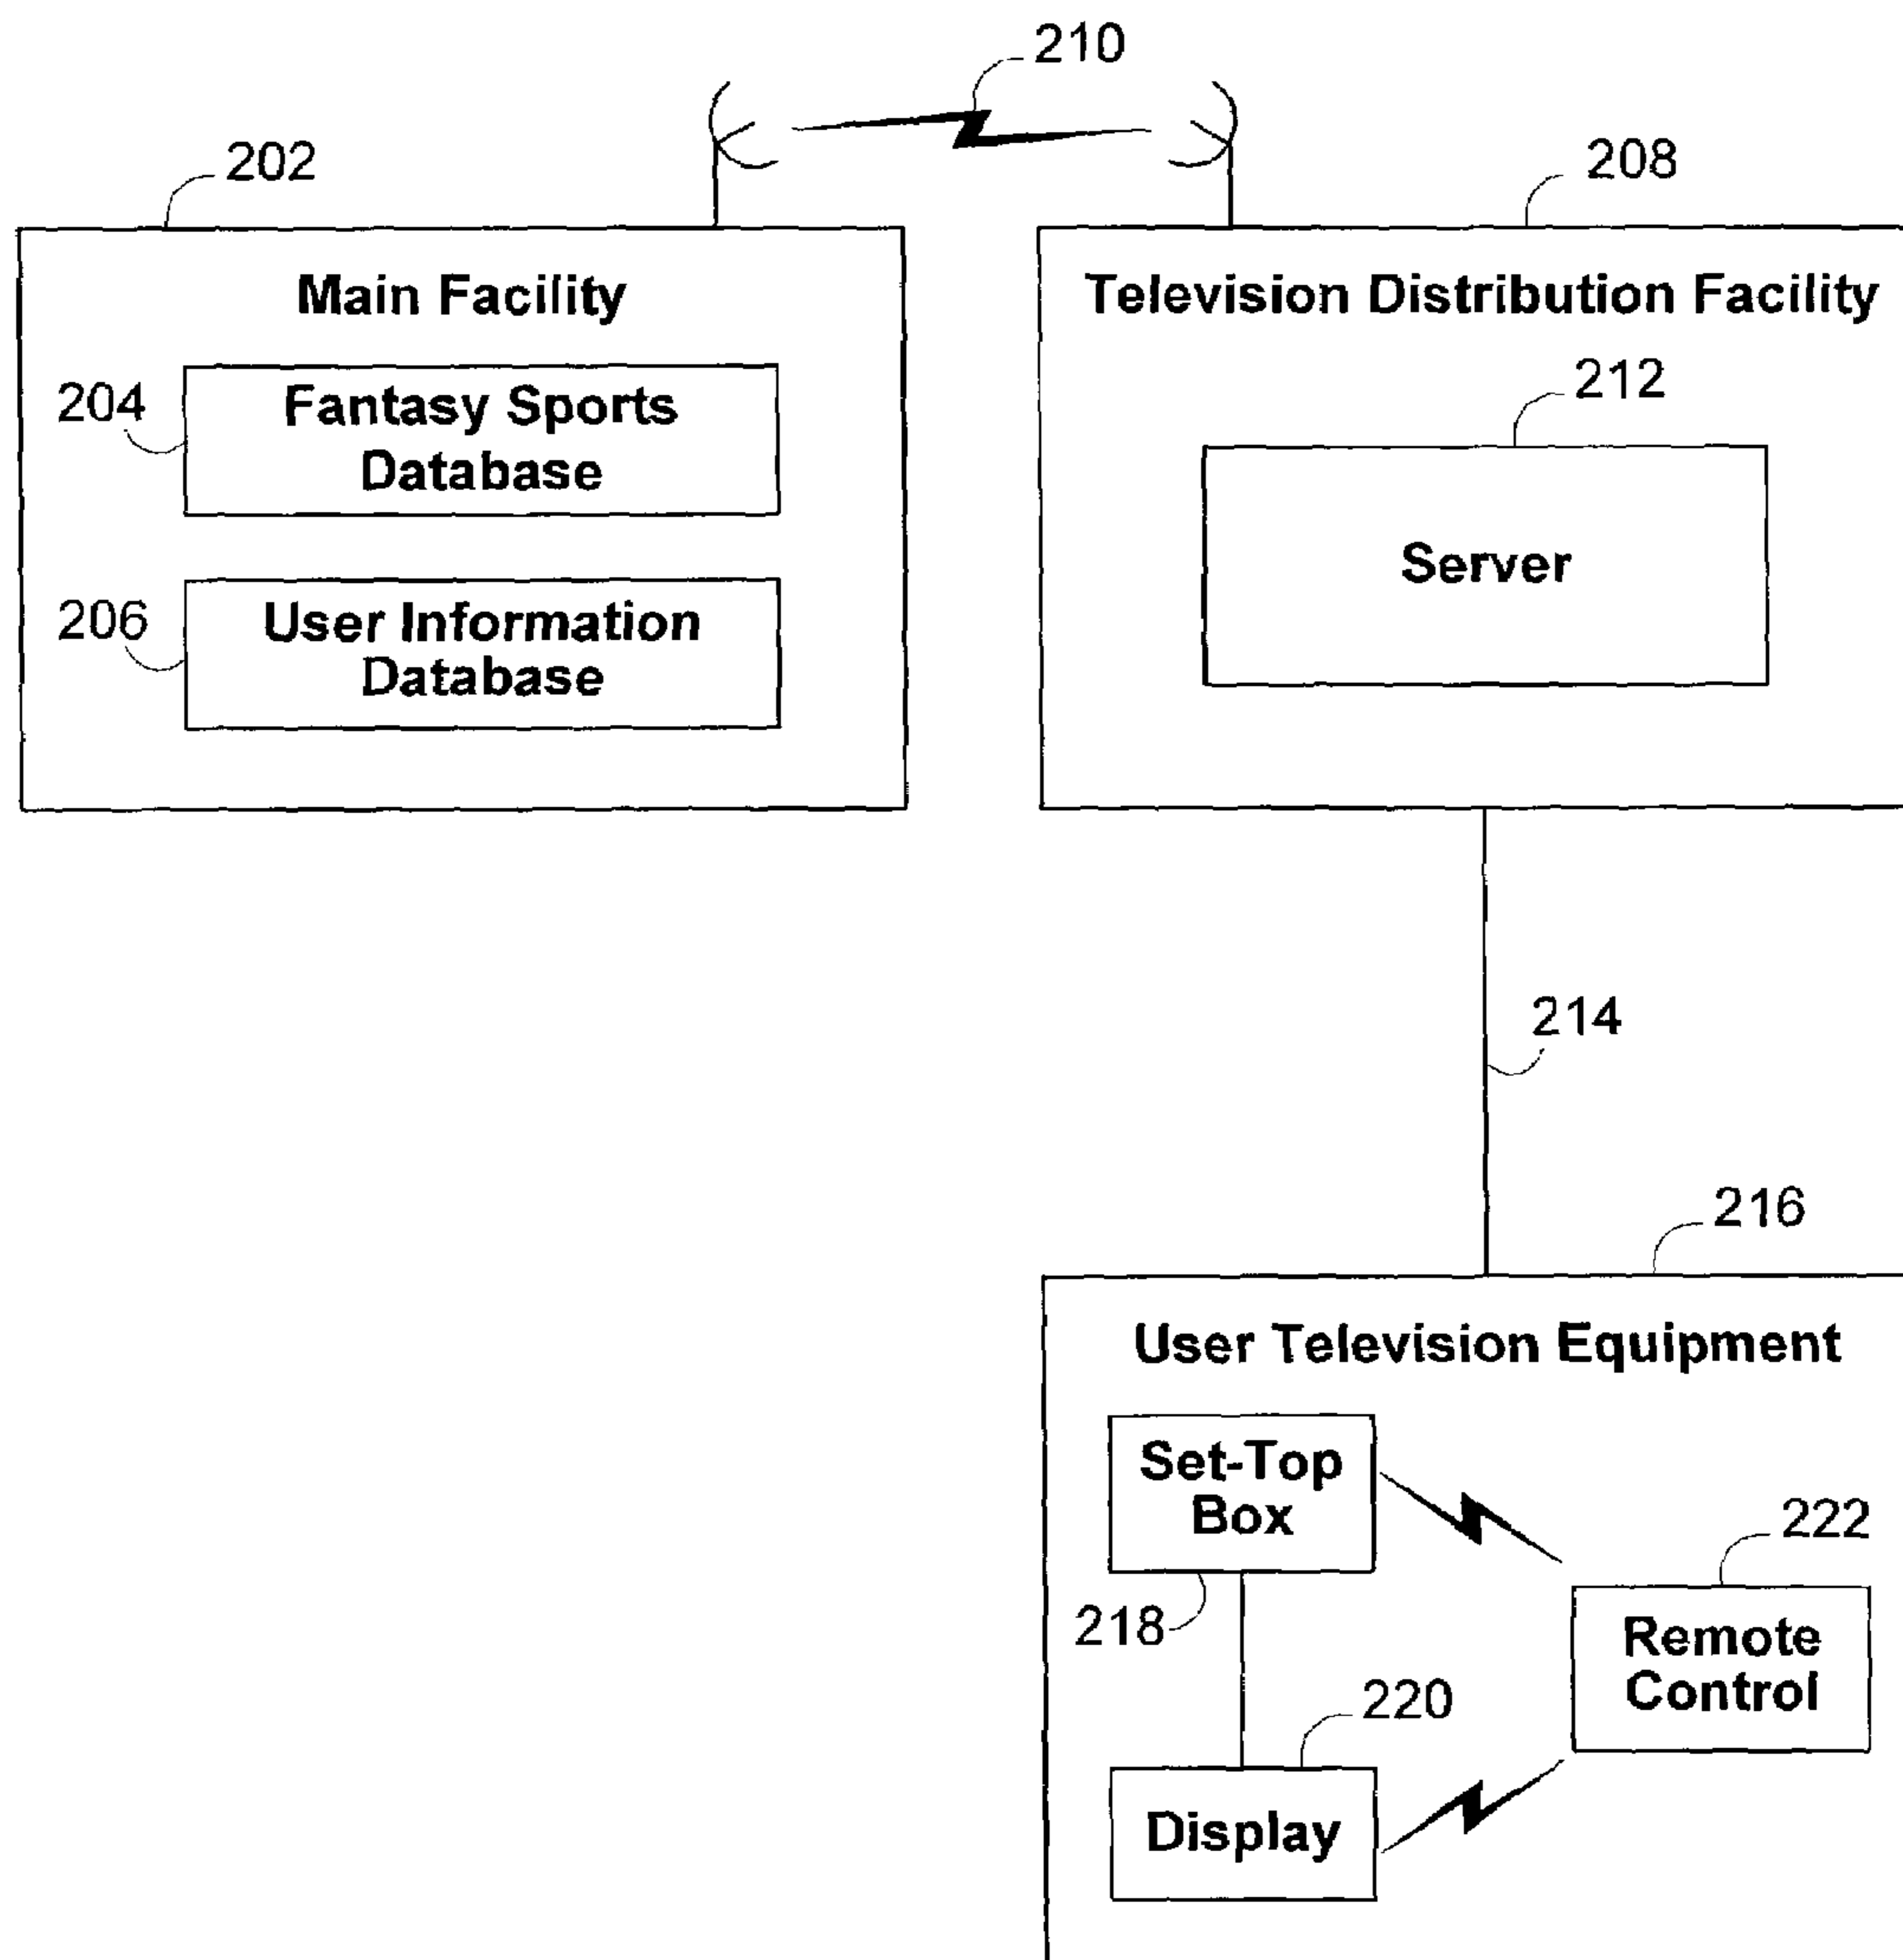 210
202
208
Main Facility
Television Distribution Facility
204
Fantasy Sports
Database
212
Server
206
User Information
Database
214
216
User Television Equipment
Set-Top
Box
222
218
Remote
Control
220
Display